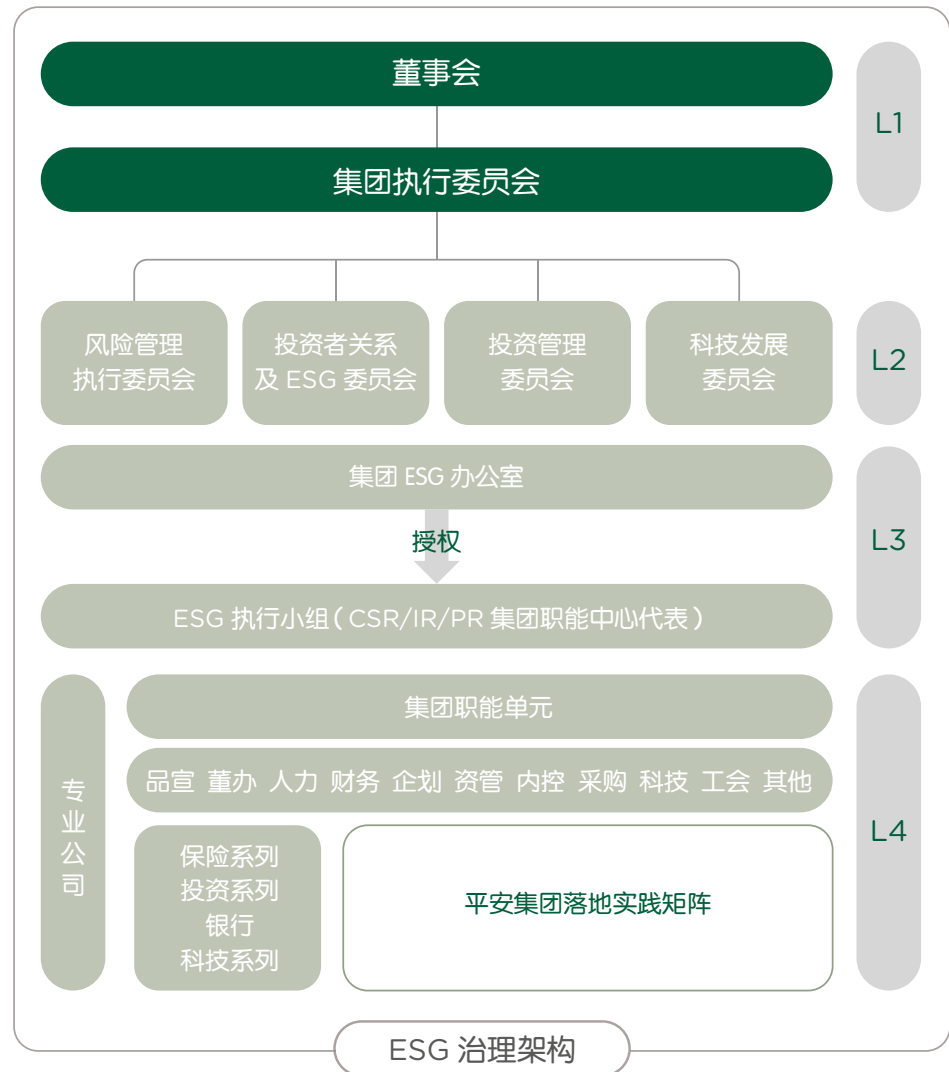 董事会
集团执行委员会
L1
风险管理
执行委员会
投资者关系
及 ESG 委员会
投资管理
委员会
科技发展
委员会
L2
集团 ESG 办公室
授权
ESG 执行小组（CSR/IR/PR 集团职能中心代表）
L3
专业公司
集团职能单元
品宣 董办 人力 财务 企划 资管 内控 采购 科技 工会 其他
保险系列
投资系列
银行
科技系列
平安集团落地实践矩阵
L4
ESG 治理架构